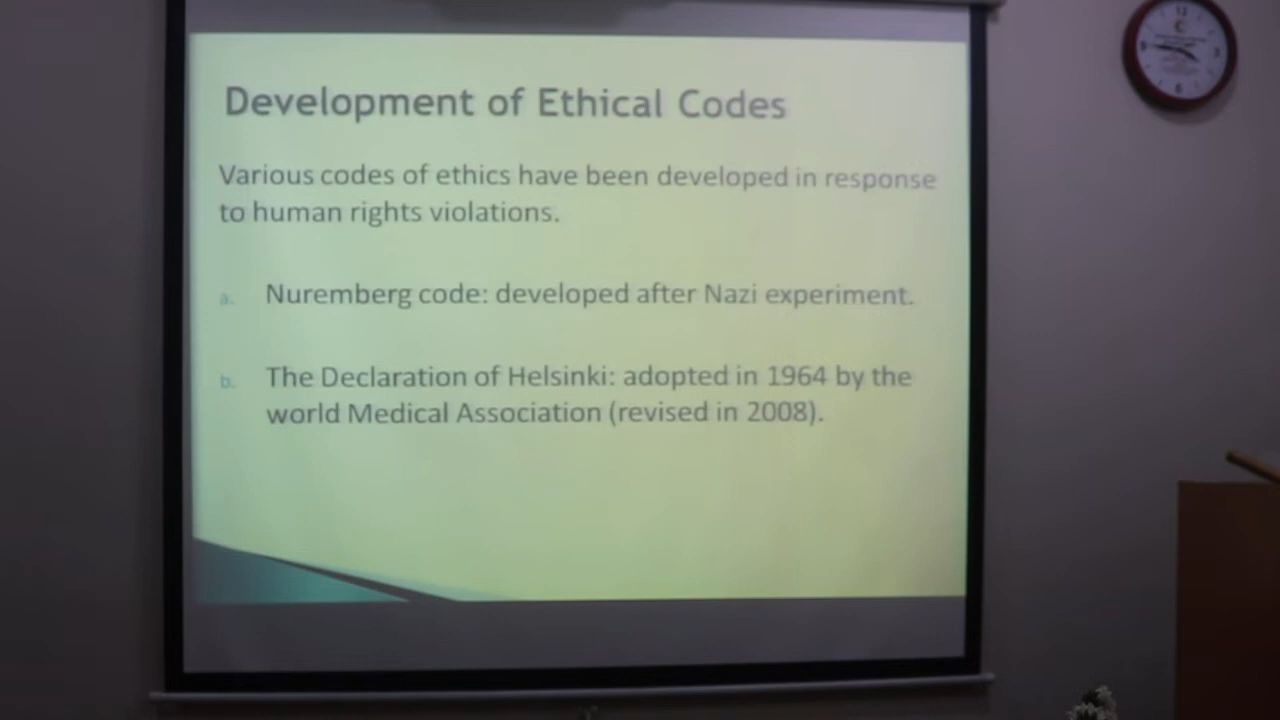 Development of Ethical Codes
Various codes of ethics have been developed in response
to human rights violations.
a. Nuremberg code: developed after Nazi experiment.
b. The Declaration of Helsinki: adopted in 1964 by the
world Medical Association (revised in 2008).
12